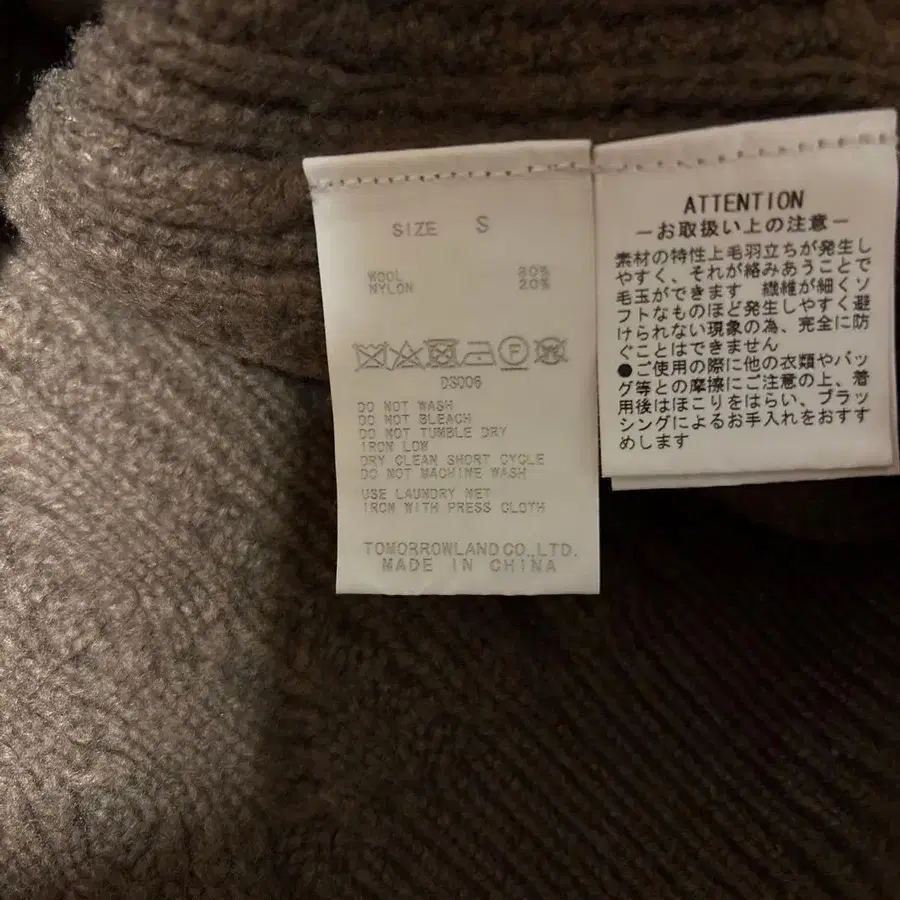 SIZE S
WOOL 80%
NYLON 20%
DS006
DO NOT WASH
DO NOT BLEACH
DO NOT TUMBLE DRY
IRON LOW
DRY CLEAN SHORT CYCLE
DO NOT MACHINE WASH
USE LAUNDRY NET
IRON WITH PRESS CLOTH
TOMORROWLAND CO.,LTD.
MADE IN CHINA
ATTENTION
－お取扱い上の注意－
素材の特性上毛羽立ちが発生し
やすく、それが絡みあうことで
毛玉ができます　繊維が細くソ
フトなものほど発生しやすく避
けられない現象の為、完全に防
ぐことはできません
●ご使用の際に他の衣類やバッ
グ等との摩擦にご注意の上、着
用後はほこりをはらい、ブラッ
シングによるお手入れをおすす
めします